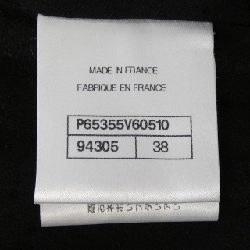 MADE IN FRANCE
FABRIQUE EN FRANCE
P65355V60510
94305 38